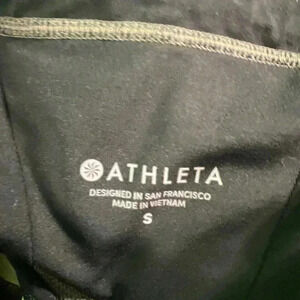 ATHLETA
DESIGNED IN SAN FRANCISCO
MADE IN VIETNAM
S